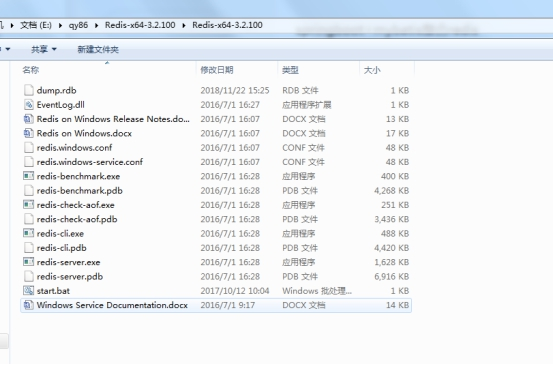 文档 (E:) ▸ qy86 ▸ Redis-x64-3.2.100 ▸ Redis-x64-3.2.100
共享 ▼ 新建文件夹
名称 修改日期 类型 大小
dump.rdb 2018/11/22 15:25 RDB 文件 1 KB
EventLog.dll 2016/7/1 16:27 应用程序扩展 1 KB
Redis on Windows Release Notes.do... 2016/7/1 16:07 DOCX 文档 13 KB
Redis on Windows.docx 2016/7/1 16:07 DOCX 文档 17 KB
redis.windows.conf 2016/7/1 16:07 CONF 文件 48 KB
redis.windows-service.conf 2016/7/1 16:07 CONF 文件 48 KB
redis-benchmark.exe 2016/7/1 16:28 应用程序 400 KB
redis-benchmark.pdb 2016/7/1 16:28 PDB 文件 4,268 KB
redis-check-aof.exe 2016/7/1 16:28 应用程序 251 KB
redis-check-aof.pdb 2016/7/1 16:28 PDB 文件 3,436 KB
redis-cli.exe 2016/7/1 16:28 应用程序 488 KB
redis-cli.pdb 2016/7/1 16:28 PDB 文件 4,420 KB
redis-server.exe 2016/7/1 16:28 应用程序 1,628 KB
redis-server.pdb 2016/7/1 16:28 PDB 文件 6,916 KB
start.bat 2017/10/12 10:04 Windows 批处理... 1 KB
Windows Service Documentation.docx 2016/7/1 9:17 DOCX 文档 14 KB